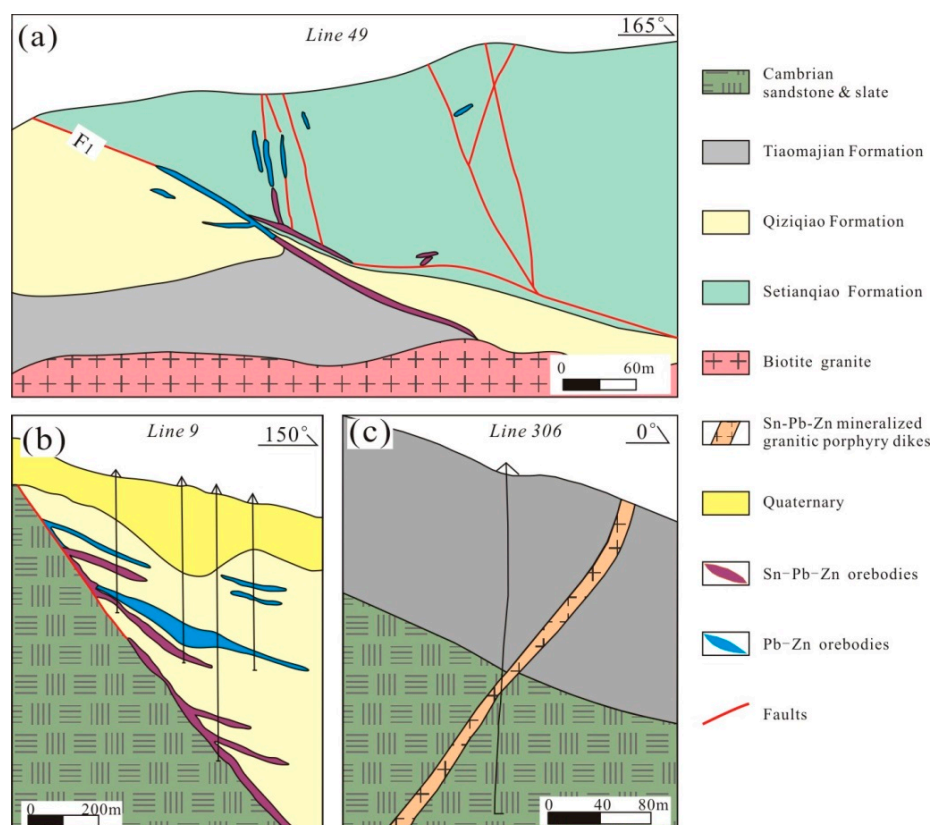 (a)
Line 49
165°
F1
0 60m
(b)
Line 9
150°
0 200m
(c)
Line 306
0°
0 40 80m
Cambrian
sandstone & slate
Tiaomajian Formation
Qiziqiao Formation
Setianqiao Formation
Biotite granite
Sn-Pb-Zn mineralized
granitic porphyry dikes
Quaternary
Sn-Pb-Zn orebodies
Pb-Zn orebodies
Faults